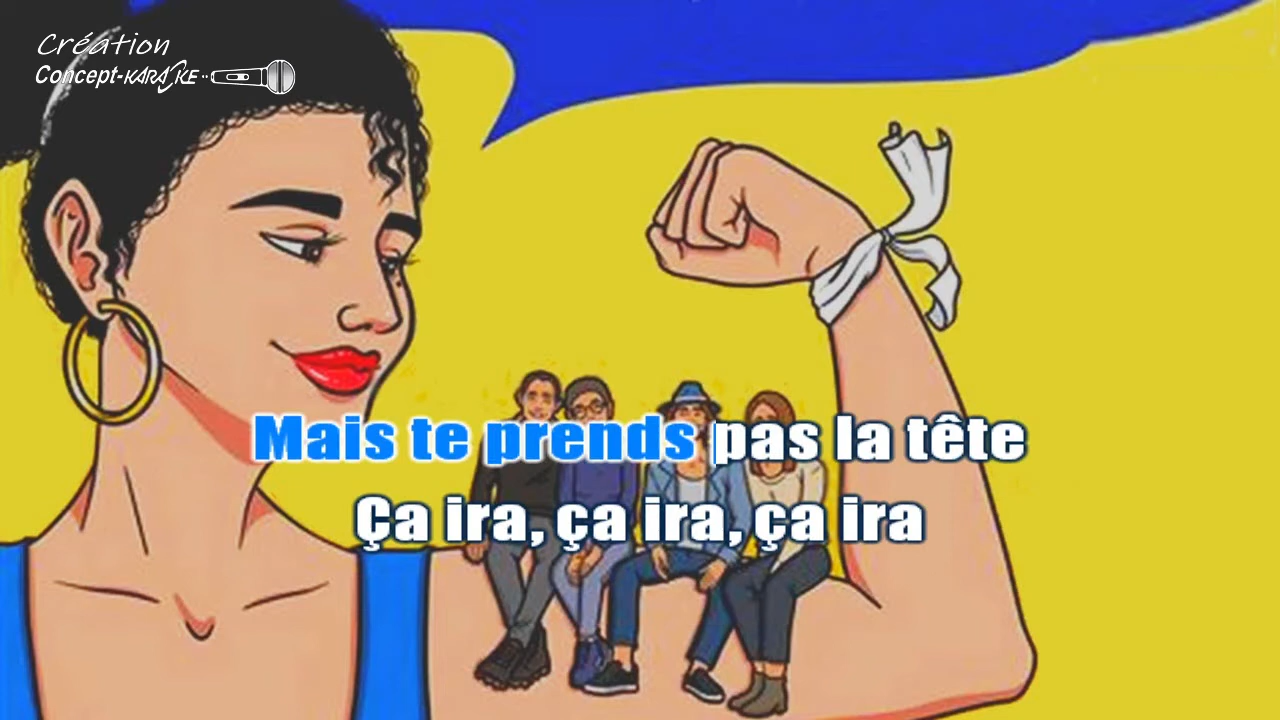 Création
Concept-KARAOKE
Mais te prends pas la tête
Ça ira, ça ira, ça ira